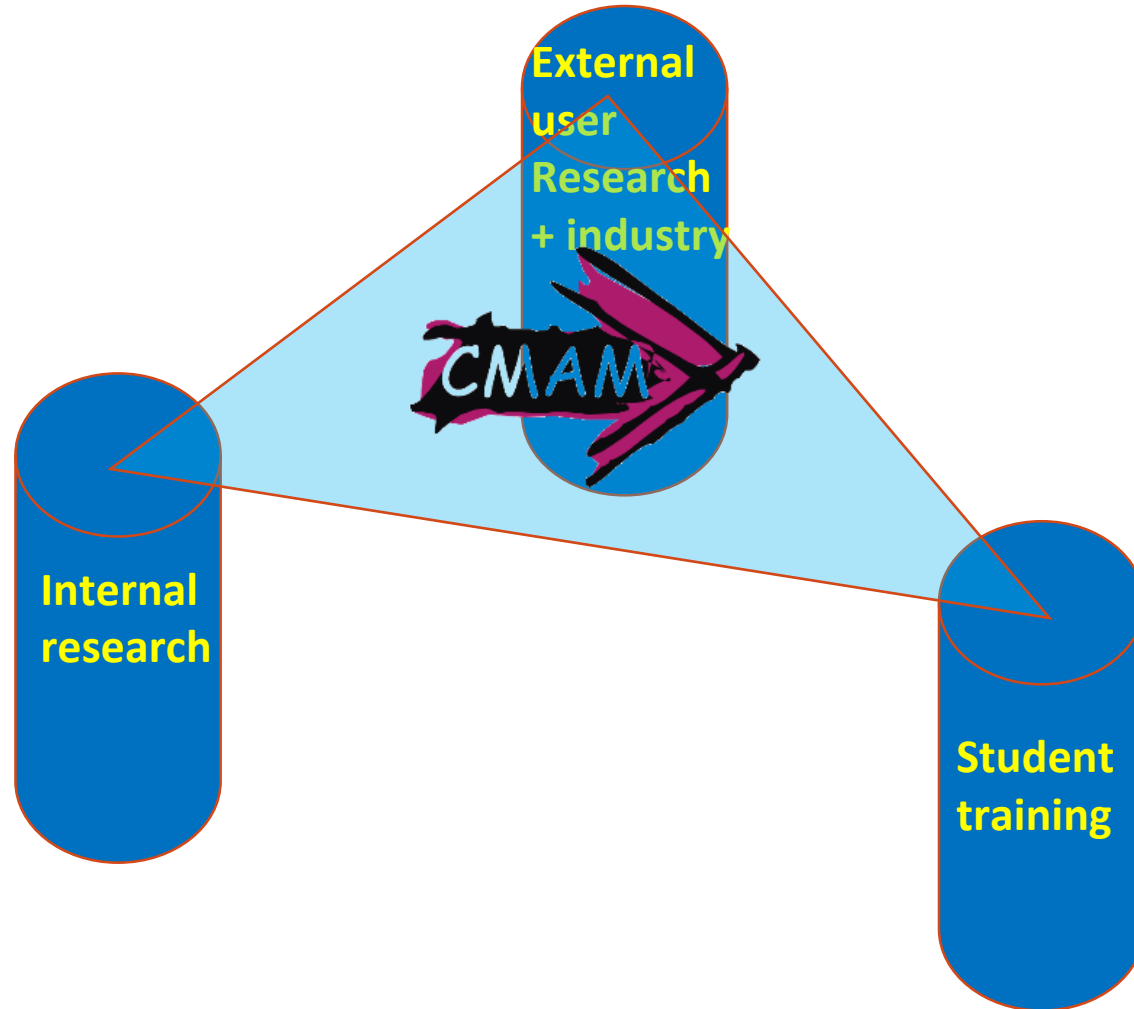 External
user
Research
+ industry
CMAM
Internal
research
Student
training